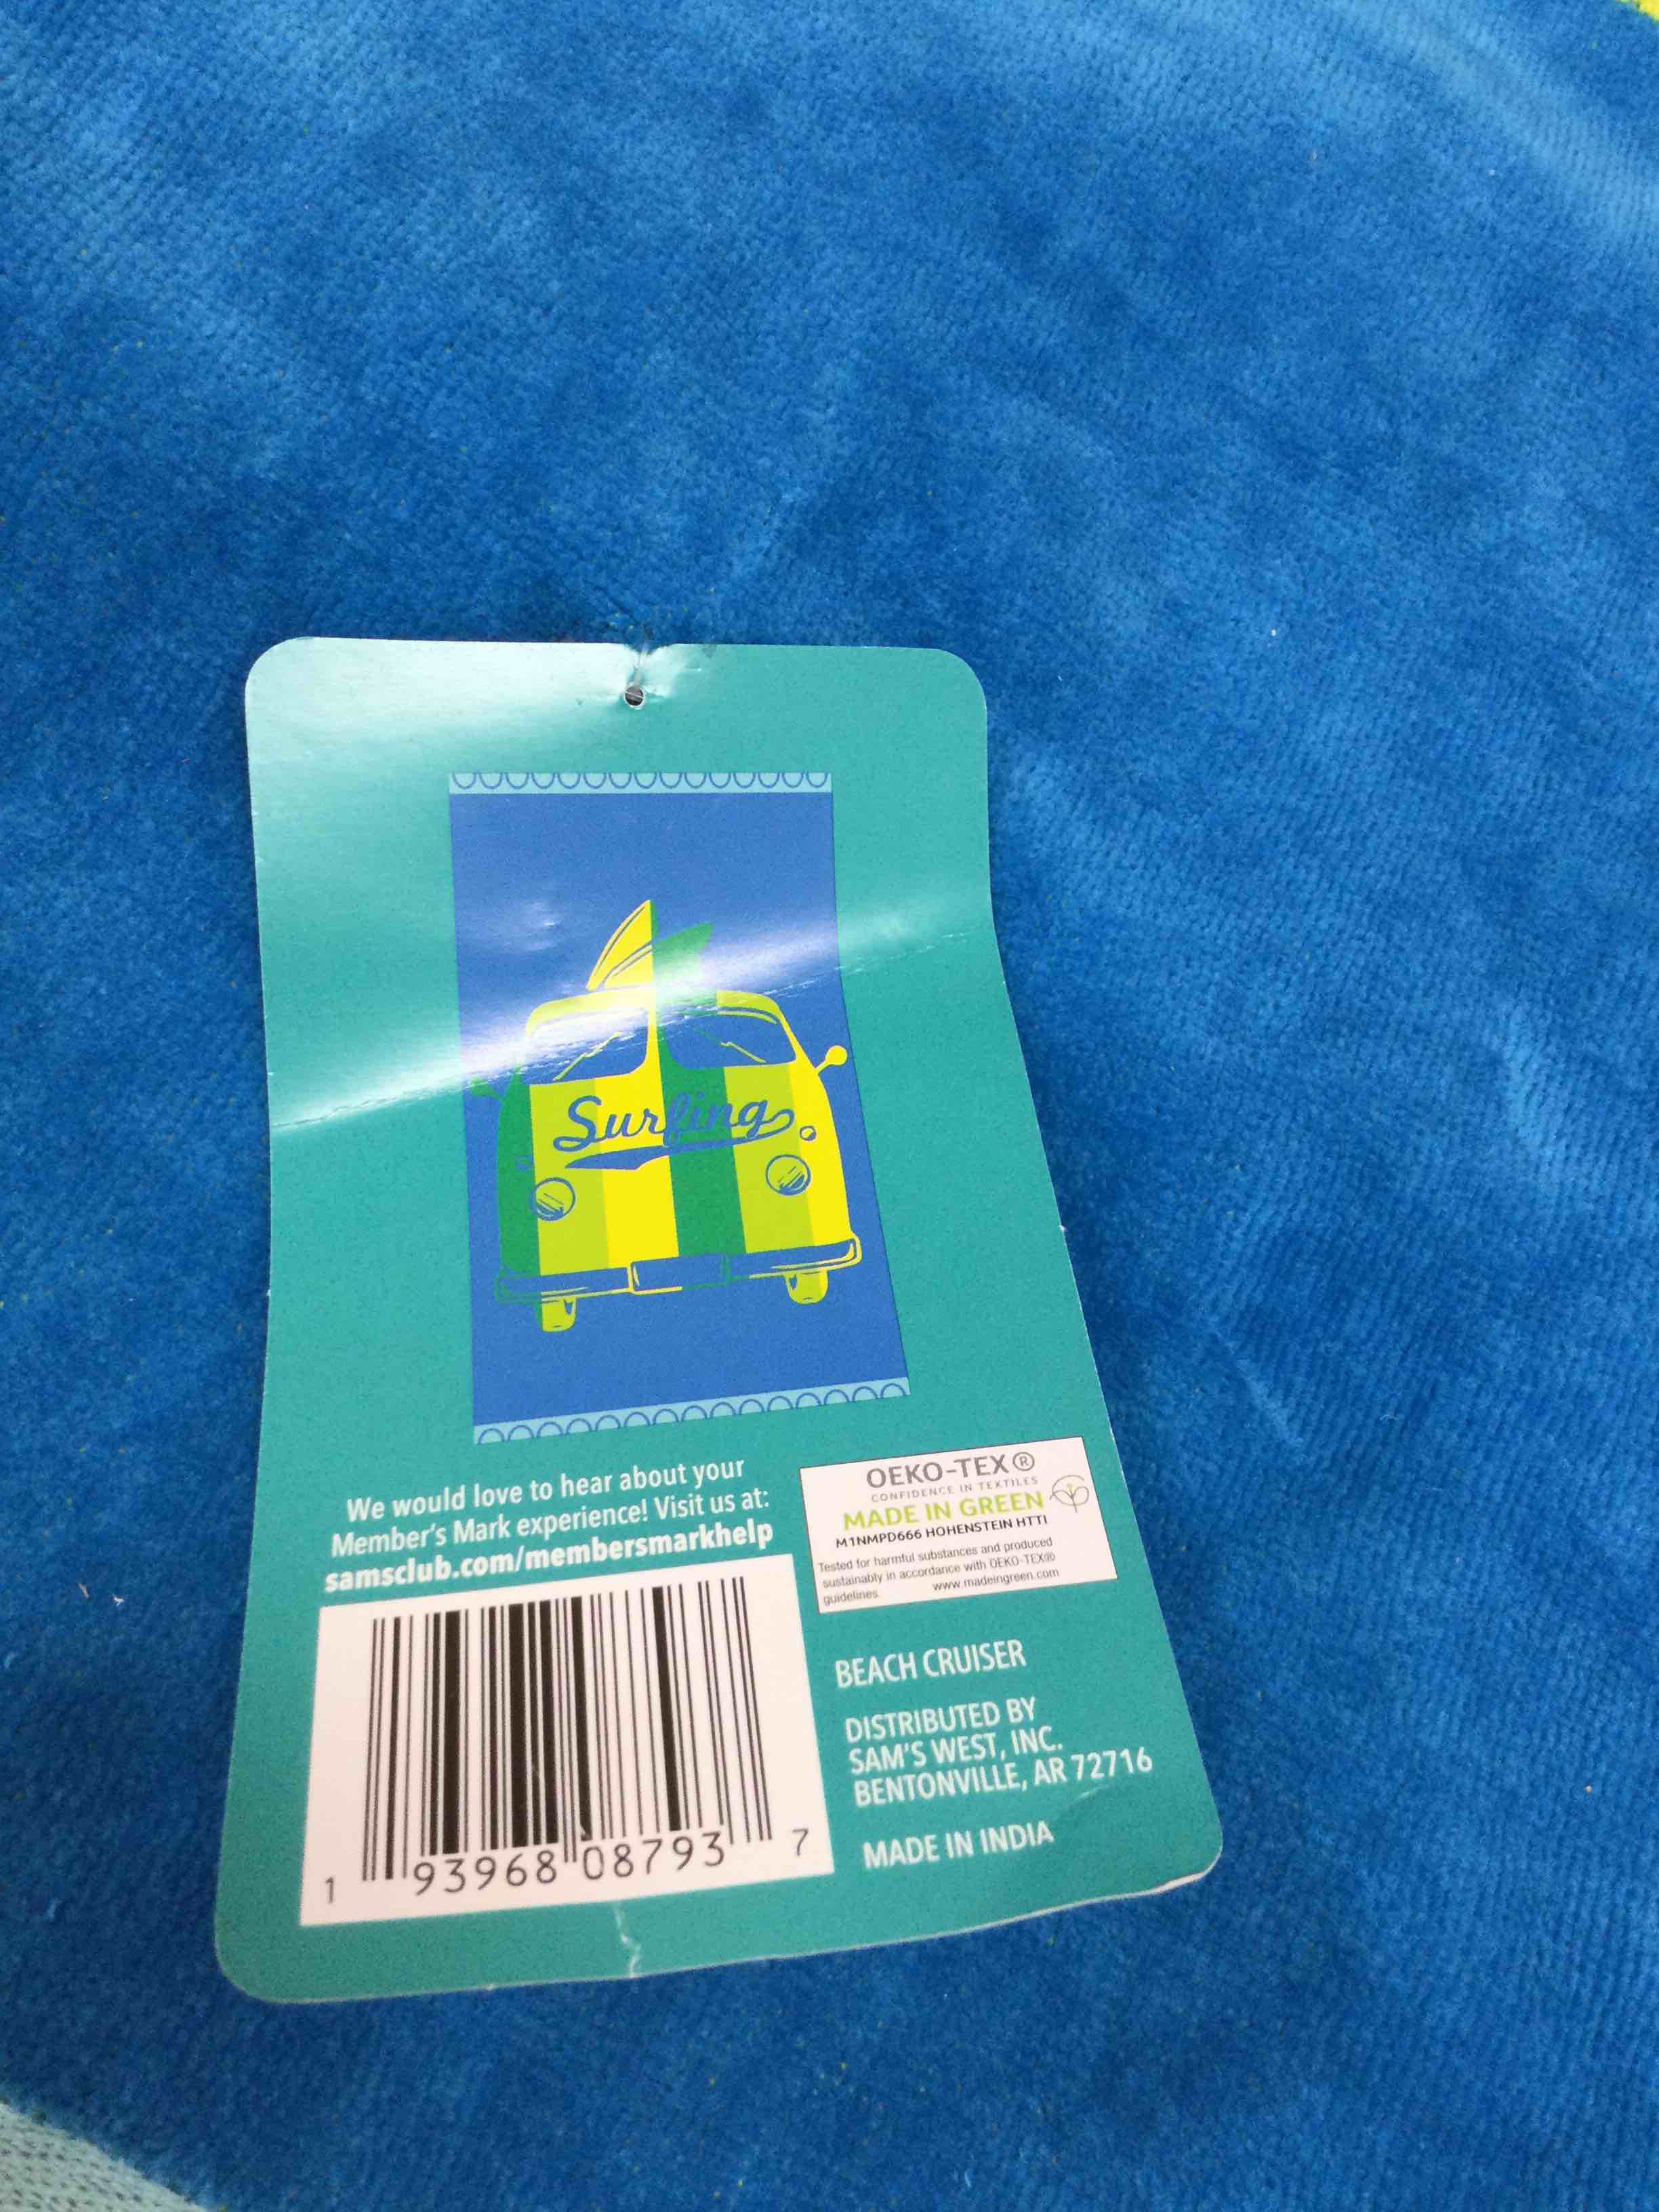 Surfing
We would love to hear about your
Member's Mark experience! Visit us at:
samsclub.com/membersmarkhelp
OEKO-TEX®
CONFIDENCE IN TEXTILES
MADE IN GREEN
M1NMPD666 HOHENSTEIN HTTI
Tested for harmful substances and produced
sustainably in accordance with OEKO-TEX®
guidelines. www.madeingreen.com
1 93968 08793 7
BEACH CRUISER
DISTRIBUTED BY
SAM'S WEST, INC.
BENTONVILLE, AR 72716
MADE IN INDIA